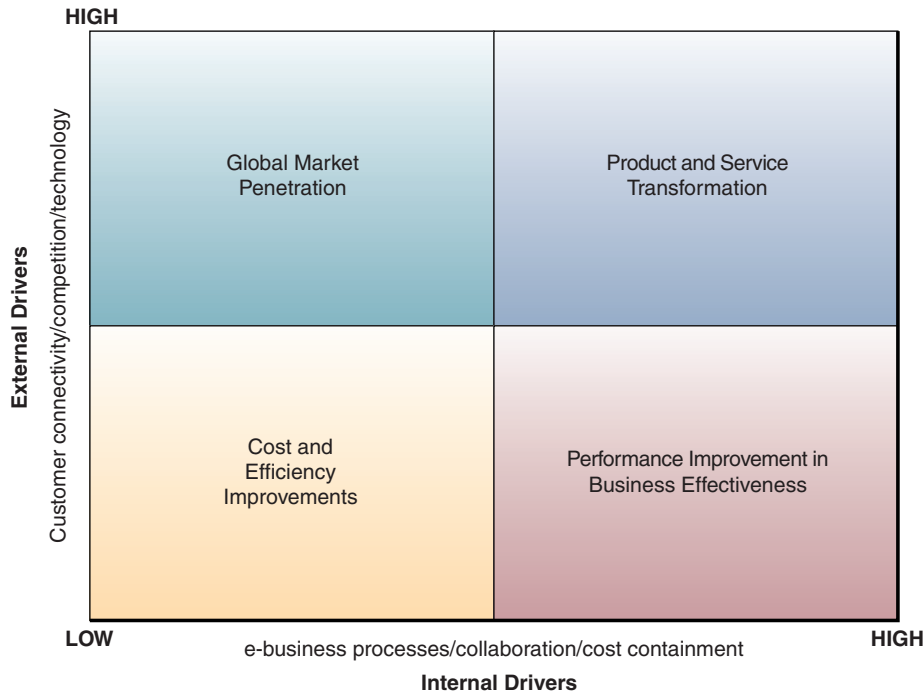 HIGH
External Drivers
Customer connectivity/competition/technology
Global Market
Penetration
Product and Service
Transformation
Cost and
Efficiency
Improvements
Performance Improvement in
Business Effectiveness
LOW
e-business processes/collaboration/cost containment
HIGH
Internal Drivers